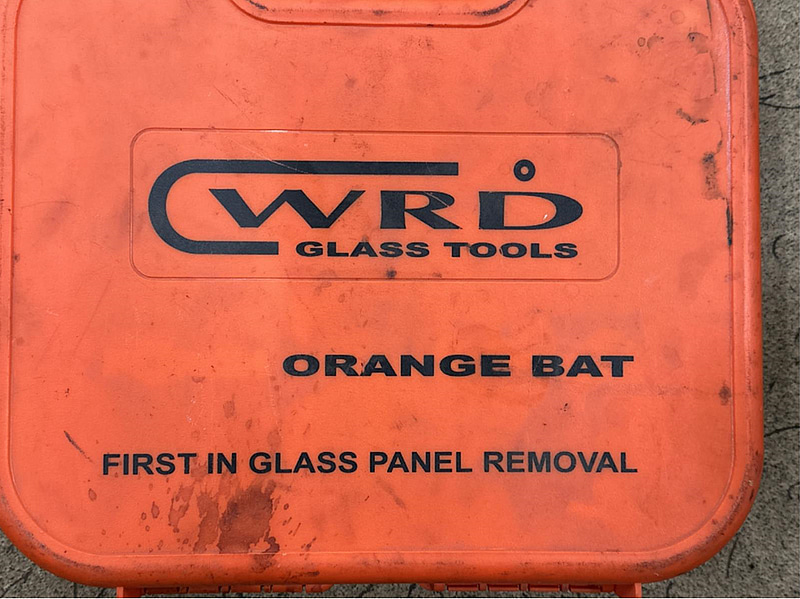 WRD
GLASS TOOLS
ORANGE BAT
FIRST IN GLASS PANEL REMOVAL